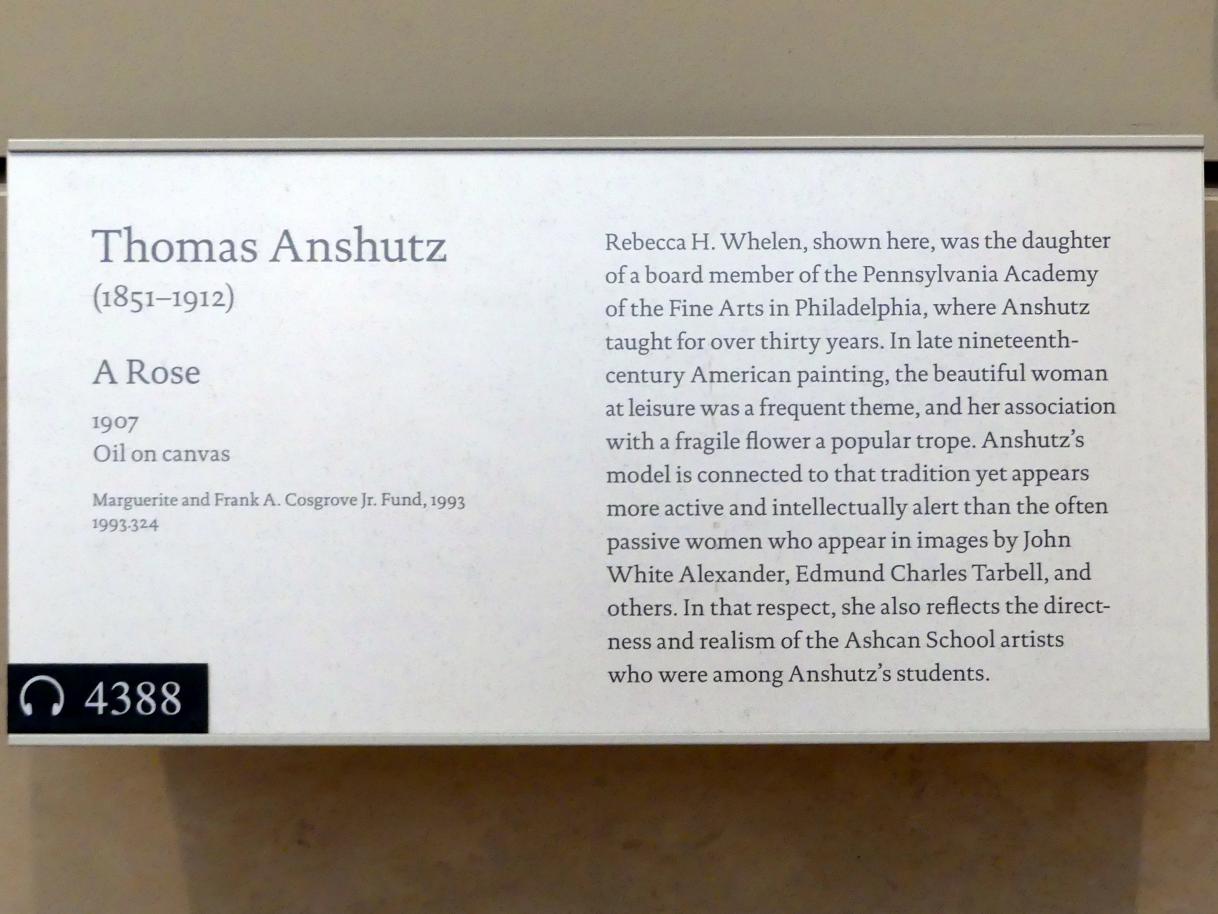 Thomas Anshutz
(1851–1912)
A Rose
1907
Oil on canvas
Marguerite and Frank A. Cosgrove Jr. Fund, 1993
1993.324
4388
Rebecca H. Whelen, shown here, was the daughter
of a board member of the Pennsylvania Academy
of the Fine Arts in Philadelphia, where Anshutz
taught for over thirty years. In late nineteenth-
century American painting, the beautiful woman
at leisure was a frequent theme, and her association
with a fragile flower a popular trope. Anshutz’s
model is connected to that tradition yet appears
more active and intellectually alert than the often
passive women who appear in images by John
White Alexander, Edmund Charles Tarbell, and
others. In that respect, she also reflects the direct-
ness and realism of the Ashcan School artists
who were among Anshutz’s students.